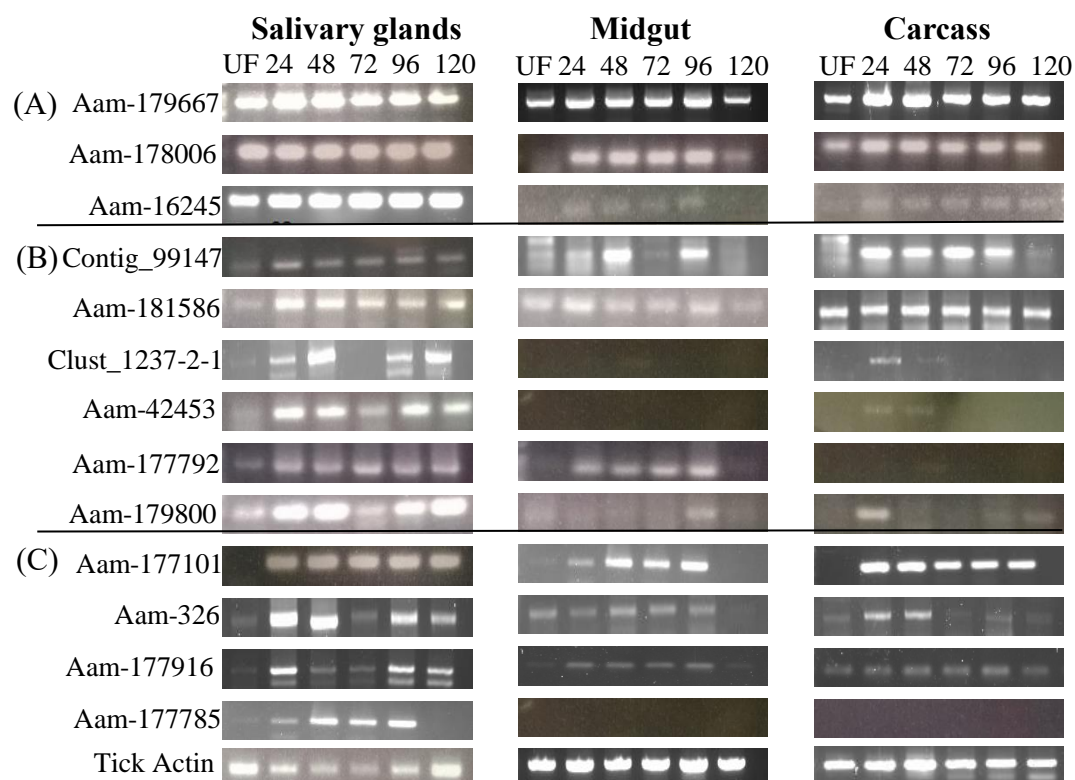 Salivary glands Midgut Carcass
UF 24 48 72 96 120 UF 24 48 72 96 120 UF 24 48 72 96 120
(A) Aam-179667
Aam-178006
Aam-16245
(B) Contig_99147
Aam-181586
Clust_1237-2-1
Aam-42453
Aam-177792
Aam-179800
(C) Aam-177101
Aam-326
Aam-177916
Aam-177785
Tick Actin